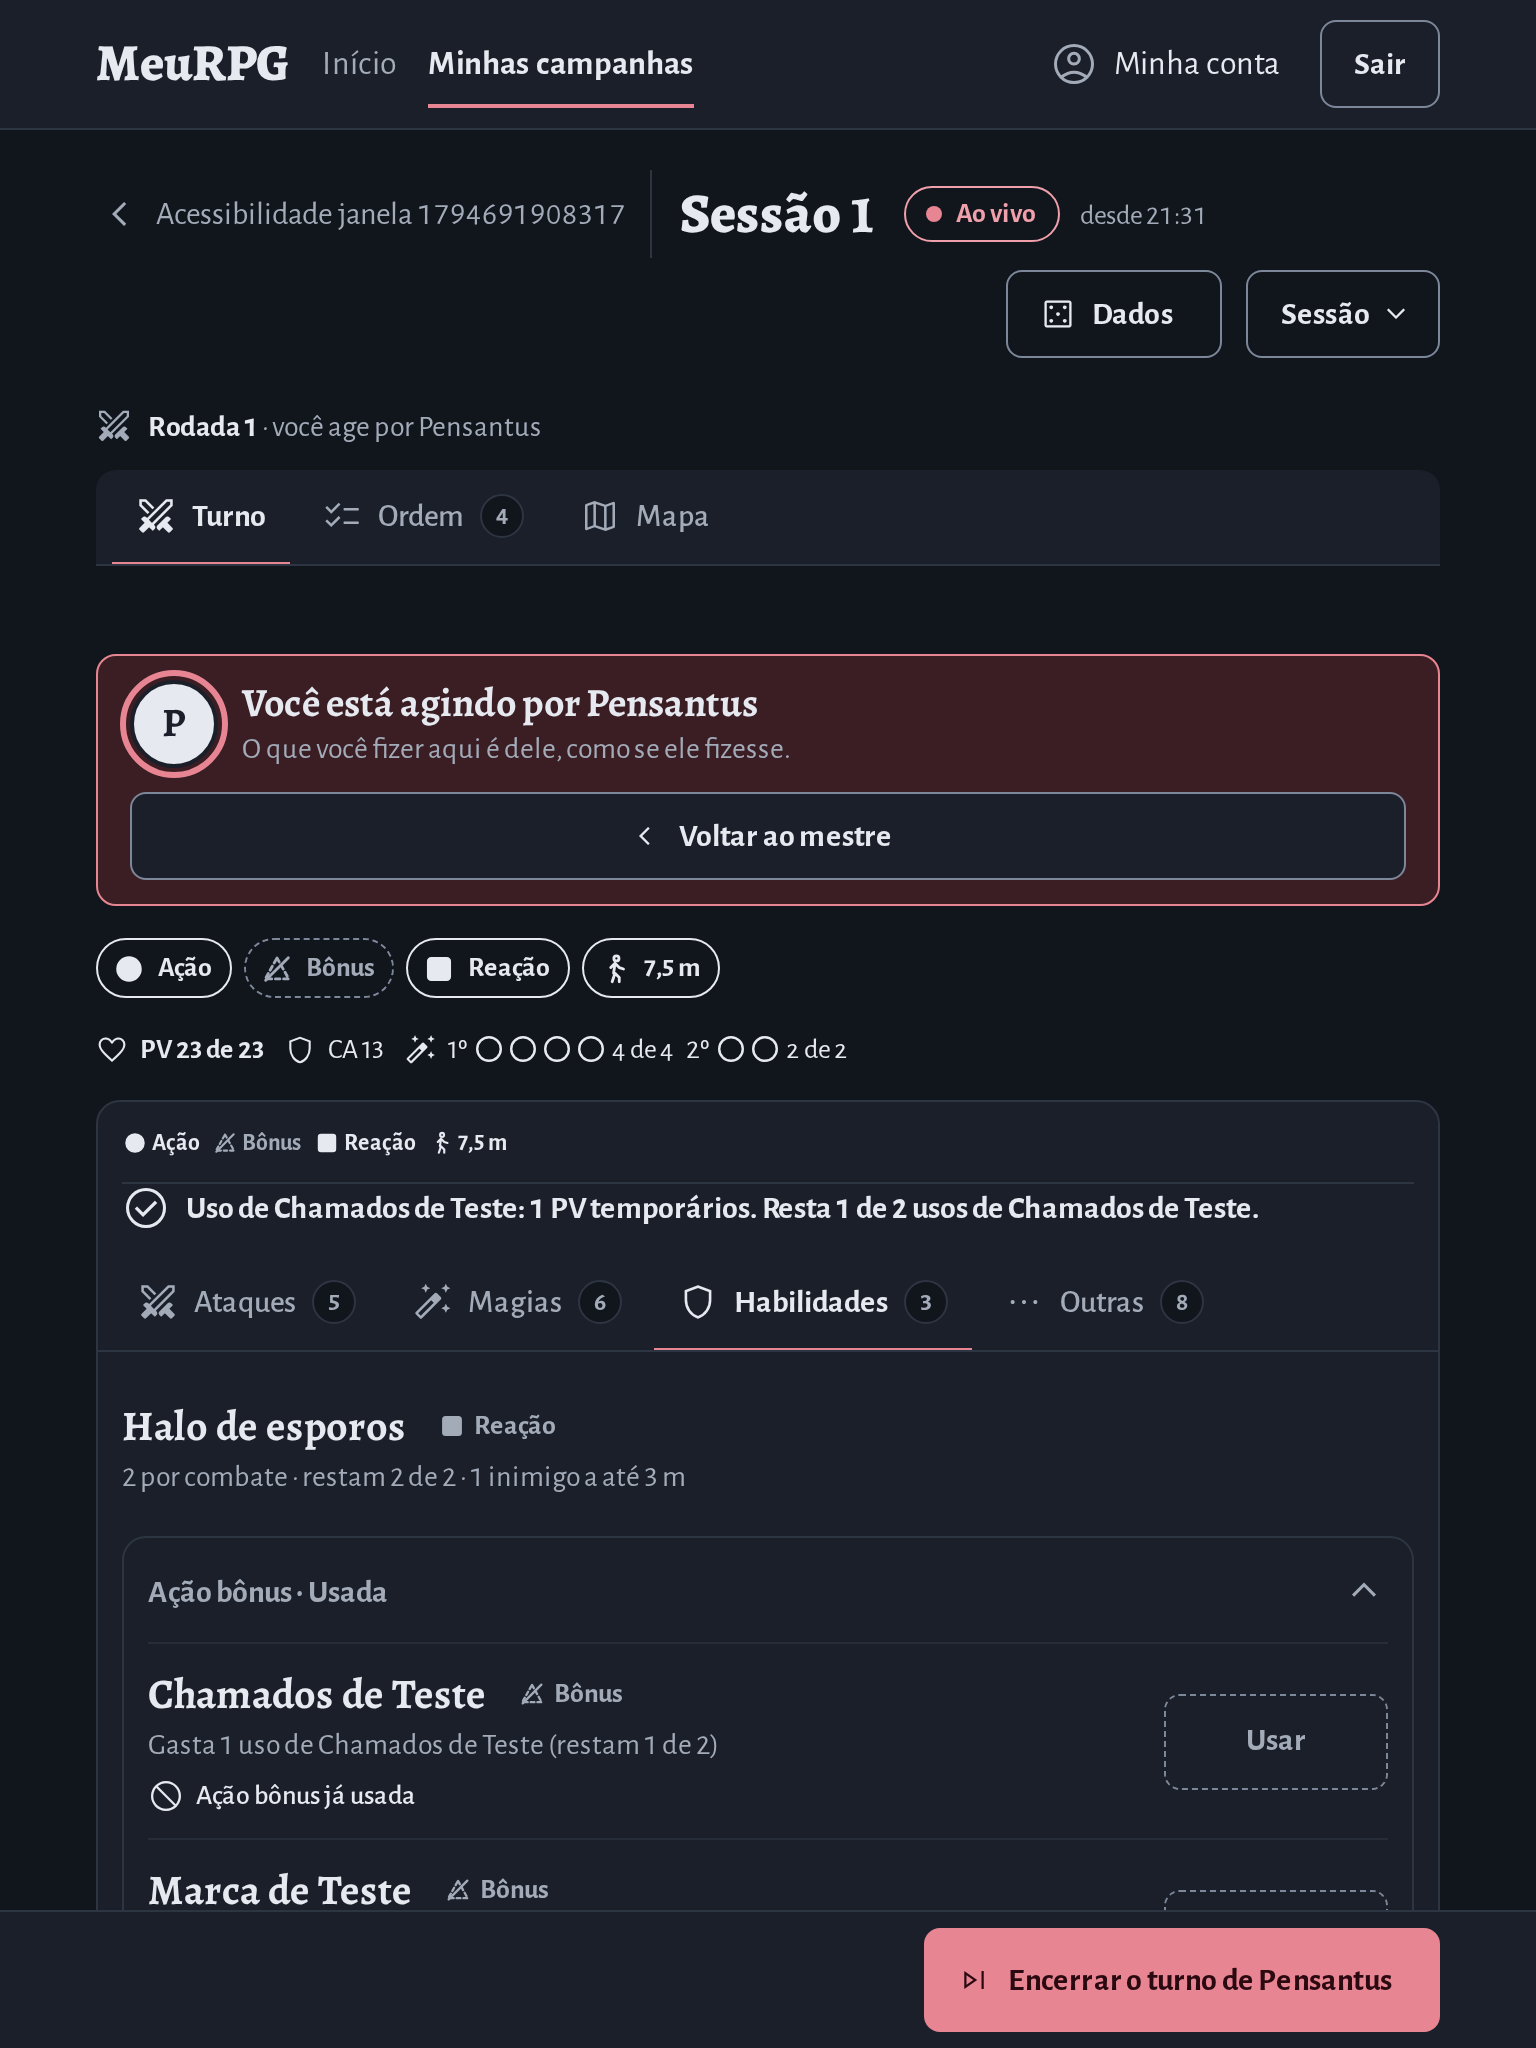 MeuRPG Início Minhas campanhas Minha conta Sair
Acessibilidade janela 1794691908317 Sessão 1 Ao vivo desde 21:31
Dados Sessão
Rodada 1 · você age por Pensantus
Turno Ordem 4 Mapa
P
Você está agindo por Pensantus
O que você fizer aqui é dele, como se ele fizesse.
Voltar ao mestre
Ação Bônus Reação 7,5 m
PV 23 de 23 CA 13 1º 4 de 4 2º 2 de 2
Ação Bônus Reação 7,5 m
Uso de Chamados de Teste: 1 PV temporários. Resta 1 de 2 usos de Chamados de Teste.
Ataques 5 Magias 6 Habilidades 3 Outras 8
Halo de esporos Reação
2 por combate · restam 2 de 2 · 1 inimigo a até 3 m
Ação bônus · Usada
Chamados de Teste Bônus
Gasta 1 uso de Chamados de Teste (restam 1 de 2)
Usar
Ação bônus já usada
Marca de Teste Bônus
Encerrar o turno de Pensantus